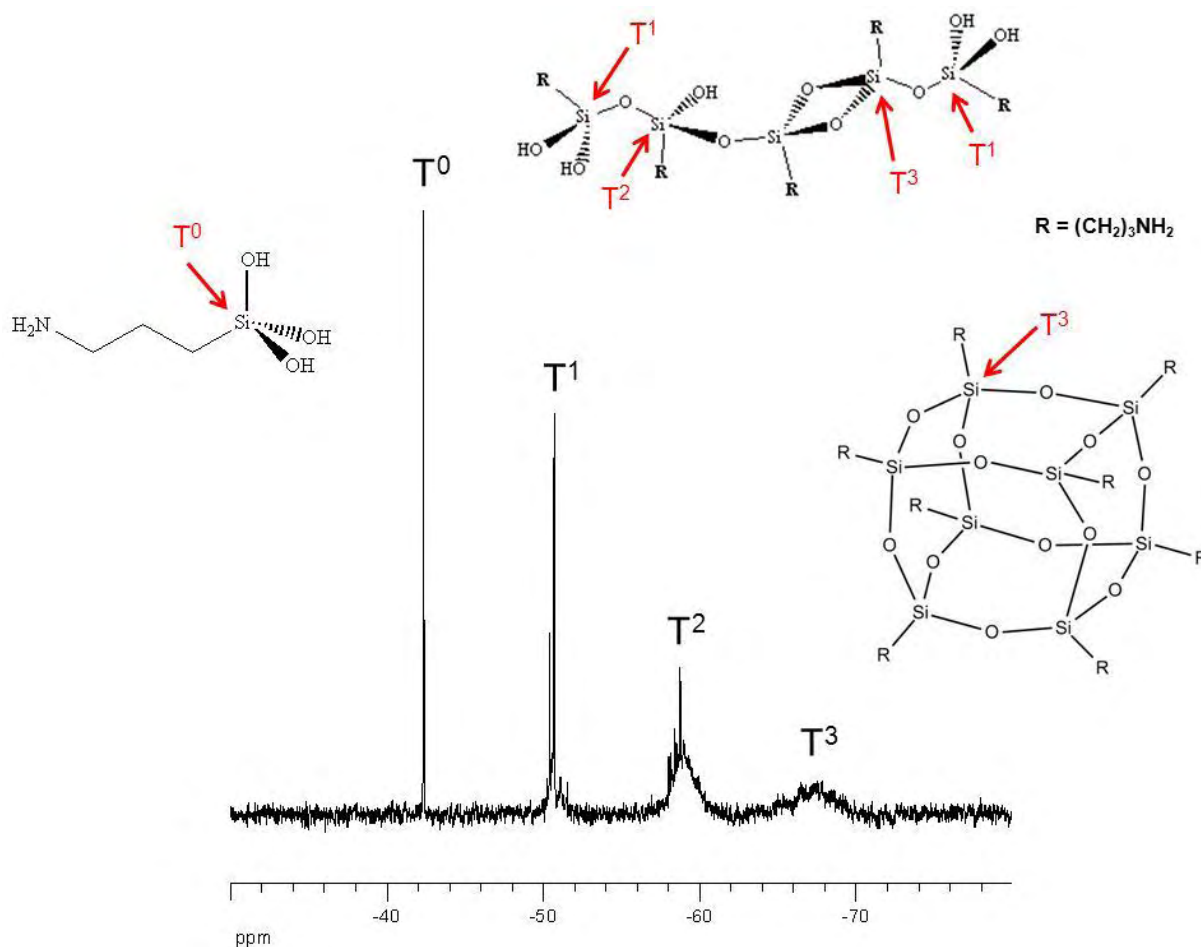 T¹
OH
OH
R
R
Si
O
OH
Si
O
Si
O
O
Si
O
Si
R
HO
HO
R
R
T²
T³
T¹
T⁰
R = (CH₂)₃NH₂
T⁰
OH
H₂N
Si
OH
OH
T¹
T³
R
R
Si
O
Si
O
O
O
R
Si
O
Si
R
O
R
Si
O
O
O
Si
R
O
O
O
Si
O
Si
R
R
T²
T³
-40
-50
-60
-70
ppm